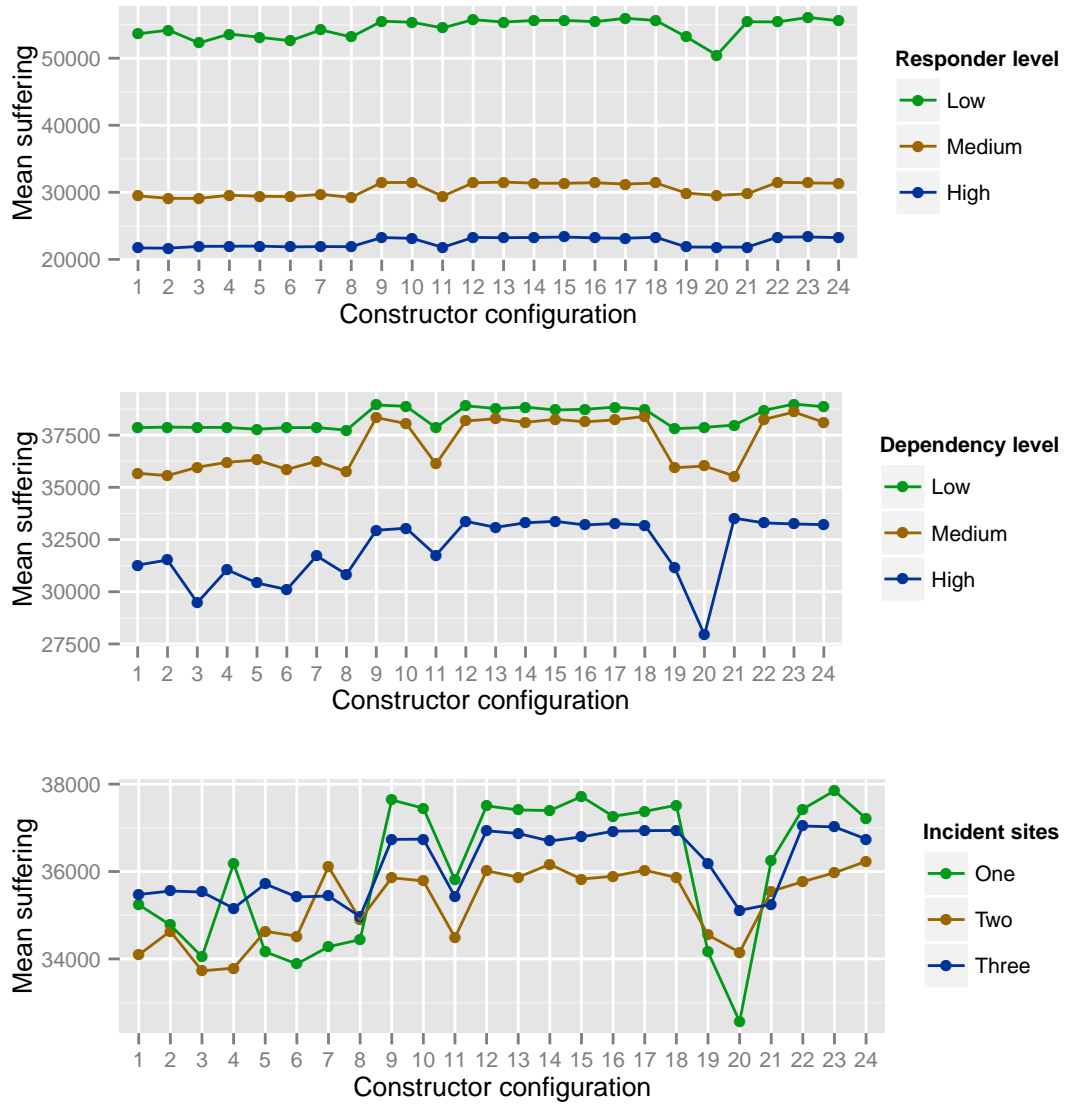 Mean suffering
50000
40000
30000
20000
1 2 3 4 5 6 7 8 9 10 11 12 13 14 15 16 17 18 19 20 21 22 23 24
Constructor configuration
Responder level
Low
Medium
High
Mean suffering
37500
35000
32500
30000
27500
1 2 3 4 5 6 7 8 9 10 11 12 13 14 15 16 17 18 19 20 21 22 23 24
Constructor configuration
Dependency level
Low
Medium
High
Mean suffering
38000
36000
34000
1 2 3 4 5 6 7 8 9 10 11 12 13 14 15 16 17 18 19 20 21 22 23 24
Constructor configuration
Incident sites
One
Two
Three